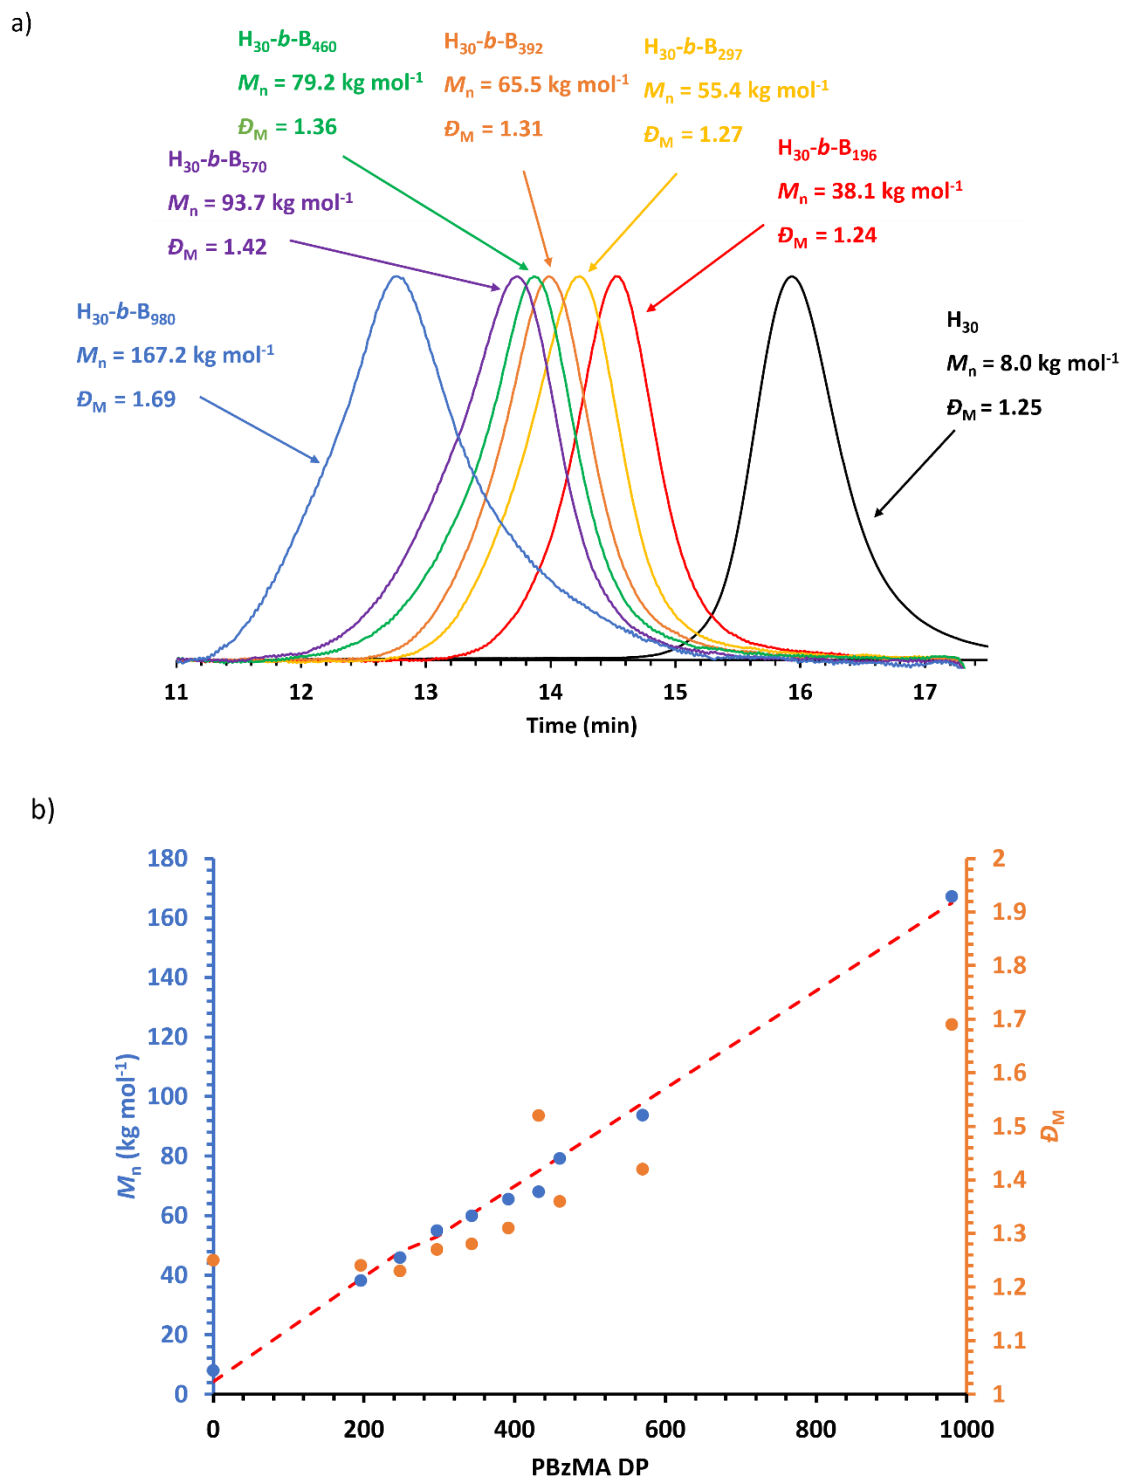 a)
H30-b-B460
Mn = 79.2 kg mol-1
ĐM = 1.36
H30-b-B392
Mn = 65.5 kg mol-1
ĐM = 1.31
H30-b-B297
Mn = 55.4 kg mol-1
ĐM = 1.27
H30-b-B570
Mn = 93.7 kg mol-1
ĐM = 1.42
H30-b-B196
Mn = 38.1 kg mol-1
ĐM = 1.24
H30-b-B980
Mn = 167.2 kg mol-1
ĐM = 1.69
H30
Mn = 8.0 kg mol-1
ĐM = 1.25
11 12 13 14 15 16 17
Time (min)
b)
180
160
140
120
100
80
60
40
20
0
Mn (kg mol-1)
2
1.9
1.8
1.7
1.6
1.5
1.4
1.3
1.2
1.1
1
ĐM
0 200 400 600 800 1000
PBzMA DP